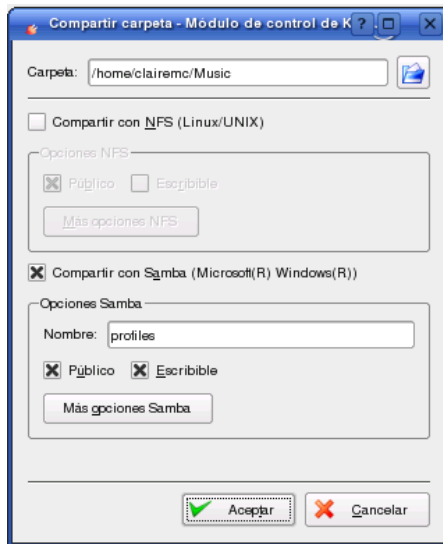 Compartir carpeta - Módulo de control de K
Carpeta: /home/clairemc/Music
Compartir con NFS (Linux/UNIX)
Opciones NFS
Público Escribible
Más opciones NFS
Compartir con Samba (Microsoft(R) Windows(R))
Opciones Samba
Nombre: profiles
Público Escribible
Más opciones Samba
Aceptar Cancelar